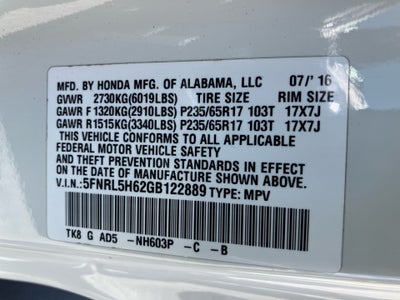 MFD. BY HONDA MFG. OF ALABAMA, LLC 07/'16
GVWR 2730KG(6019LBS) TIRE SIZE RIM SIZE
GAWR F 1320KG(2910LBS) P235/65R17 103T 17X7J
GAWR R1515KG(3340LBS) P235/65R17 103T 17X7J
THIS VEHICLE CONFORMS TO ALL APPLICABLE
FEDERAL MOTOR VEHICLE SAFETY
AND THEFT PREVENTION STANDARDS IN EFFECT
ON THE DATE OF MANUFACTURE SHOWN ABOVE.
V.I.N.: 5FNRL5H62GB122889 TYPE: MPV
TK8 G AD5 -NH603P -C -B